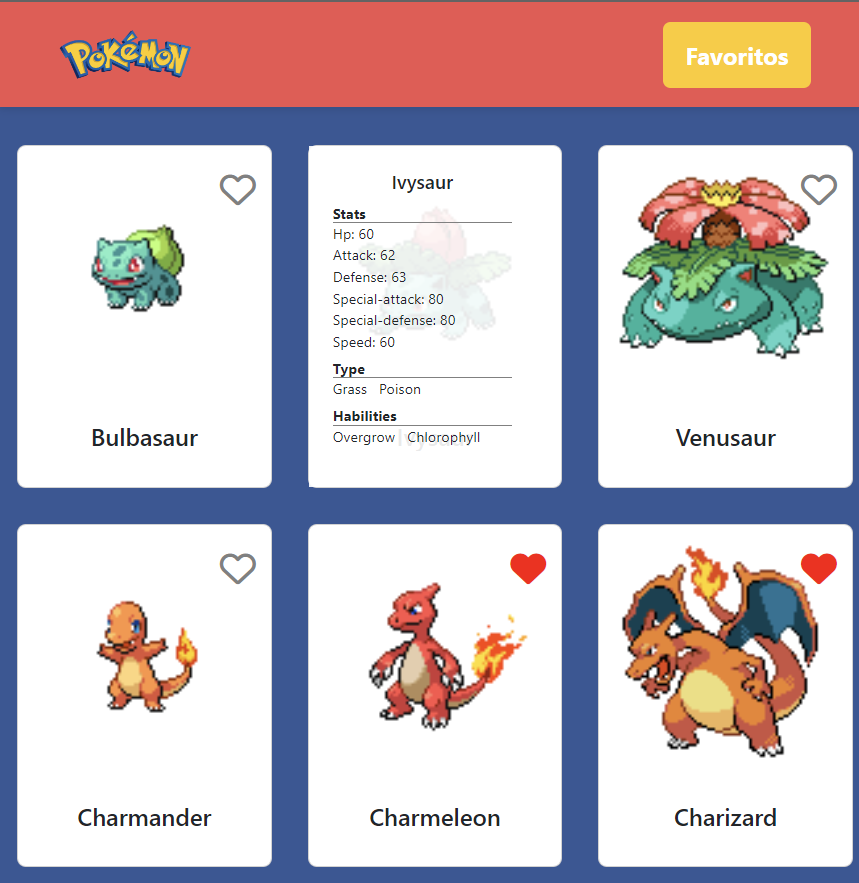 POKéMON
Favoritos
Bulbasaur
Ivysaur
Stats
Hp: 60
Attack: 62
Defense: 63
Special-attack: 80
Special-defense: 80
Speed: 60
Type
Grass Poison
Habilities
Overgrow Chlorophyll
Ivysaur
Venusaur
Charmander
Charmeleon
Charizard